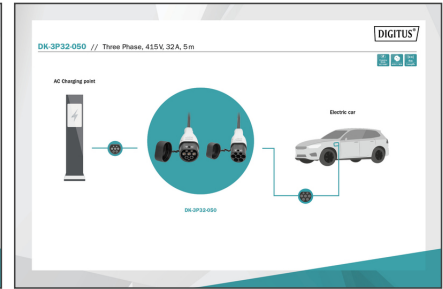 DIGITUS®
DK-3P32-050 // Three Phase, 415V, 32A, 5m
AC Charging point
Electric car
DK-3P32-050